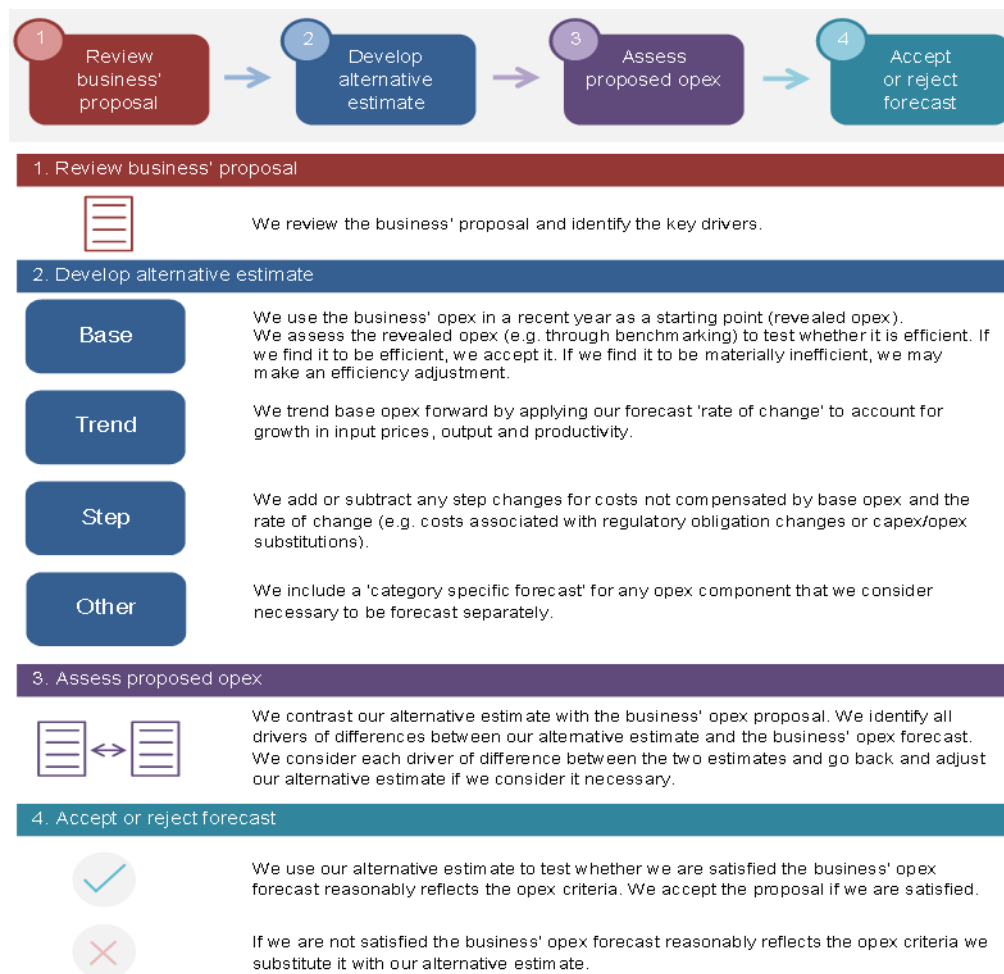 1
Review
business'
proposal
2
Develop
alternative
estimate
3
Assess
proposed opex
4
Accept
or reject
forecast
1. Review business' proposal
We review the business' proposal and identify the key drivers.
2. Develop alternative estimate
Base
We use the business' opex in a recent year as a starting point (revealed opex).
We assess the revealed opex (e.g. through benchmarking) to test whether it is efficient. If
we find it to be efficient, we accept it. If we find it to be materially inefficient, we may
make an efficiency adjustment.
Trend
We trend base opex forward by applying our forecast 'rate of change' to account for
growth in input prices, output and productivity.
Step
We add or subtract any step changes for costs not compensated by base opex and the
rate of change (e.g. costs associated with regulatory obligation changes or capex/opex
substitutions).
Other
We include a 'category specific forecast' for any opex component that we consider
necessary to be forecast separately.
3. Assess proposed opex
We contrast our alternative estimate with the business' opex proposal. We identify all
drivers of differences between our alternative estimate and the business' opex forecast.
We consider each driver of difference between the two estimates and go back and adjust
our alternative estimate if we consider it necessary.
4. Accept or reject forecast
We use our alternative estimate to test whether we are satisfied the business' opex
forecast reasonably reflects the opex criteria. We accept the proposal if we are satisfied.
If we are not satisfied the business' opex forecast reasonably reflects the opex criteria we
substitute it with our alternative estimate.